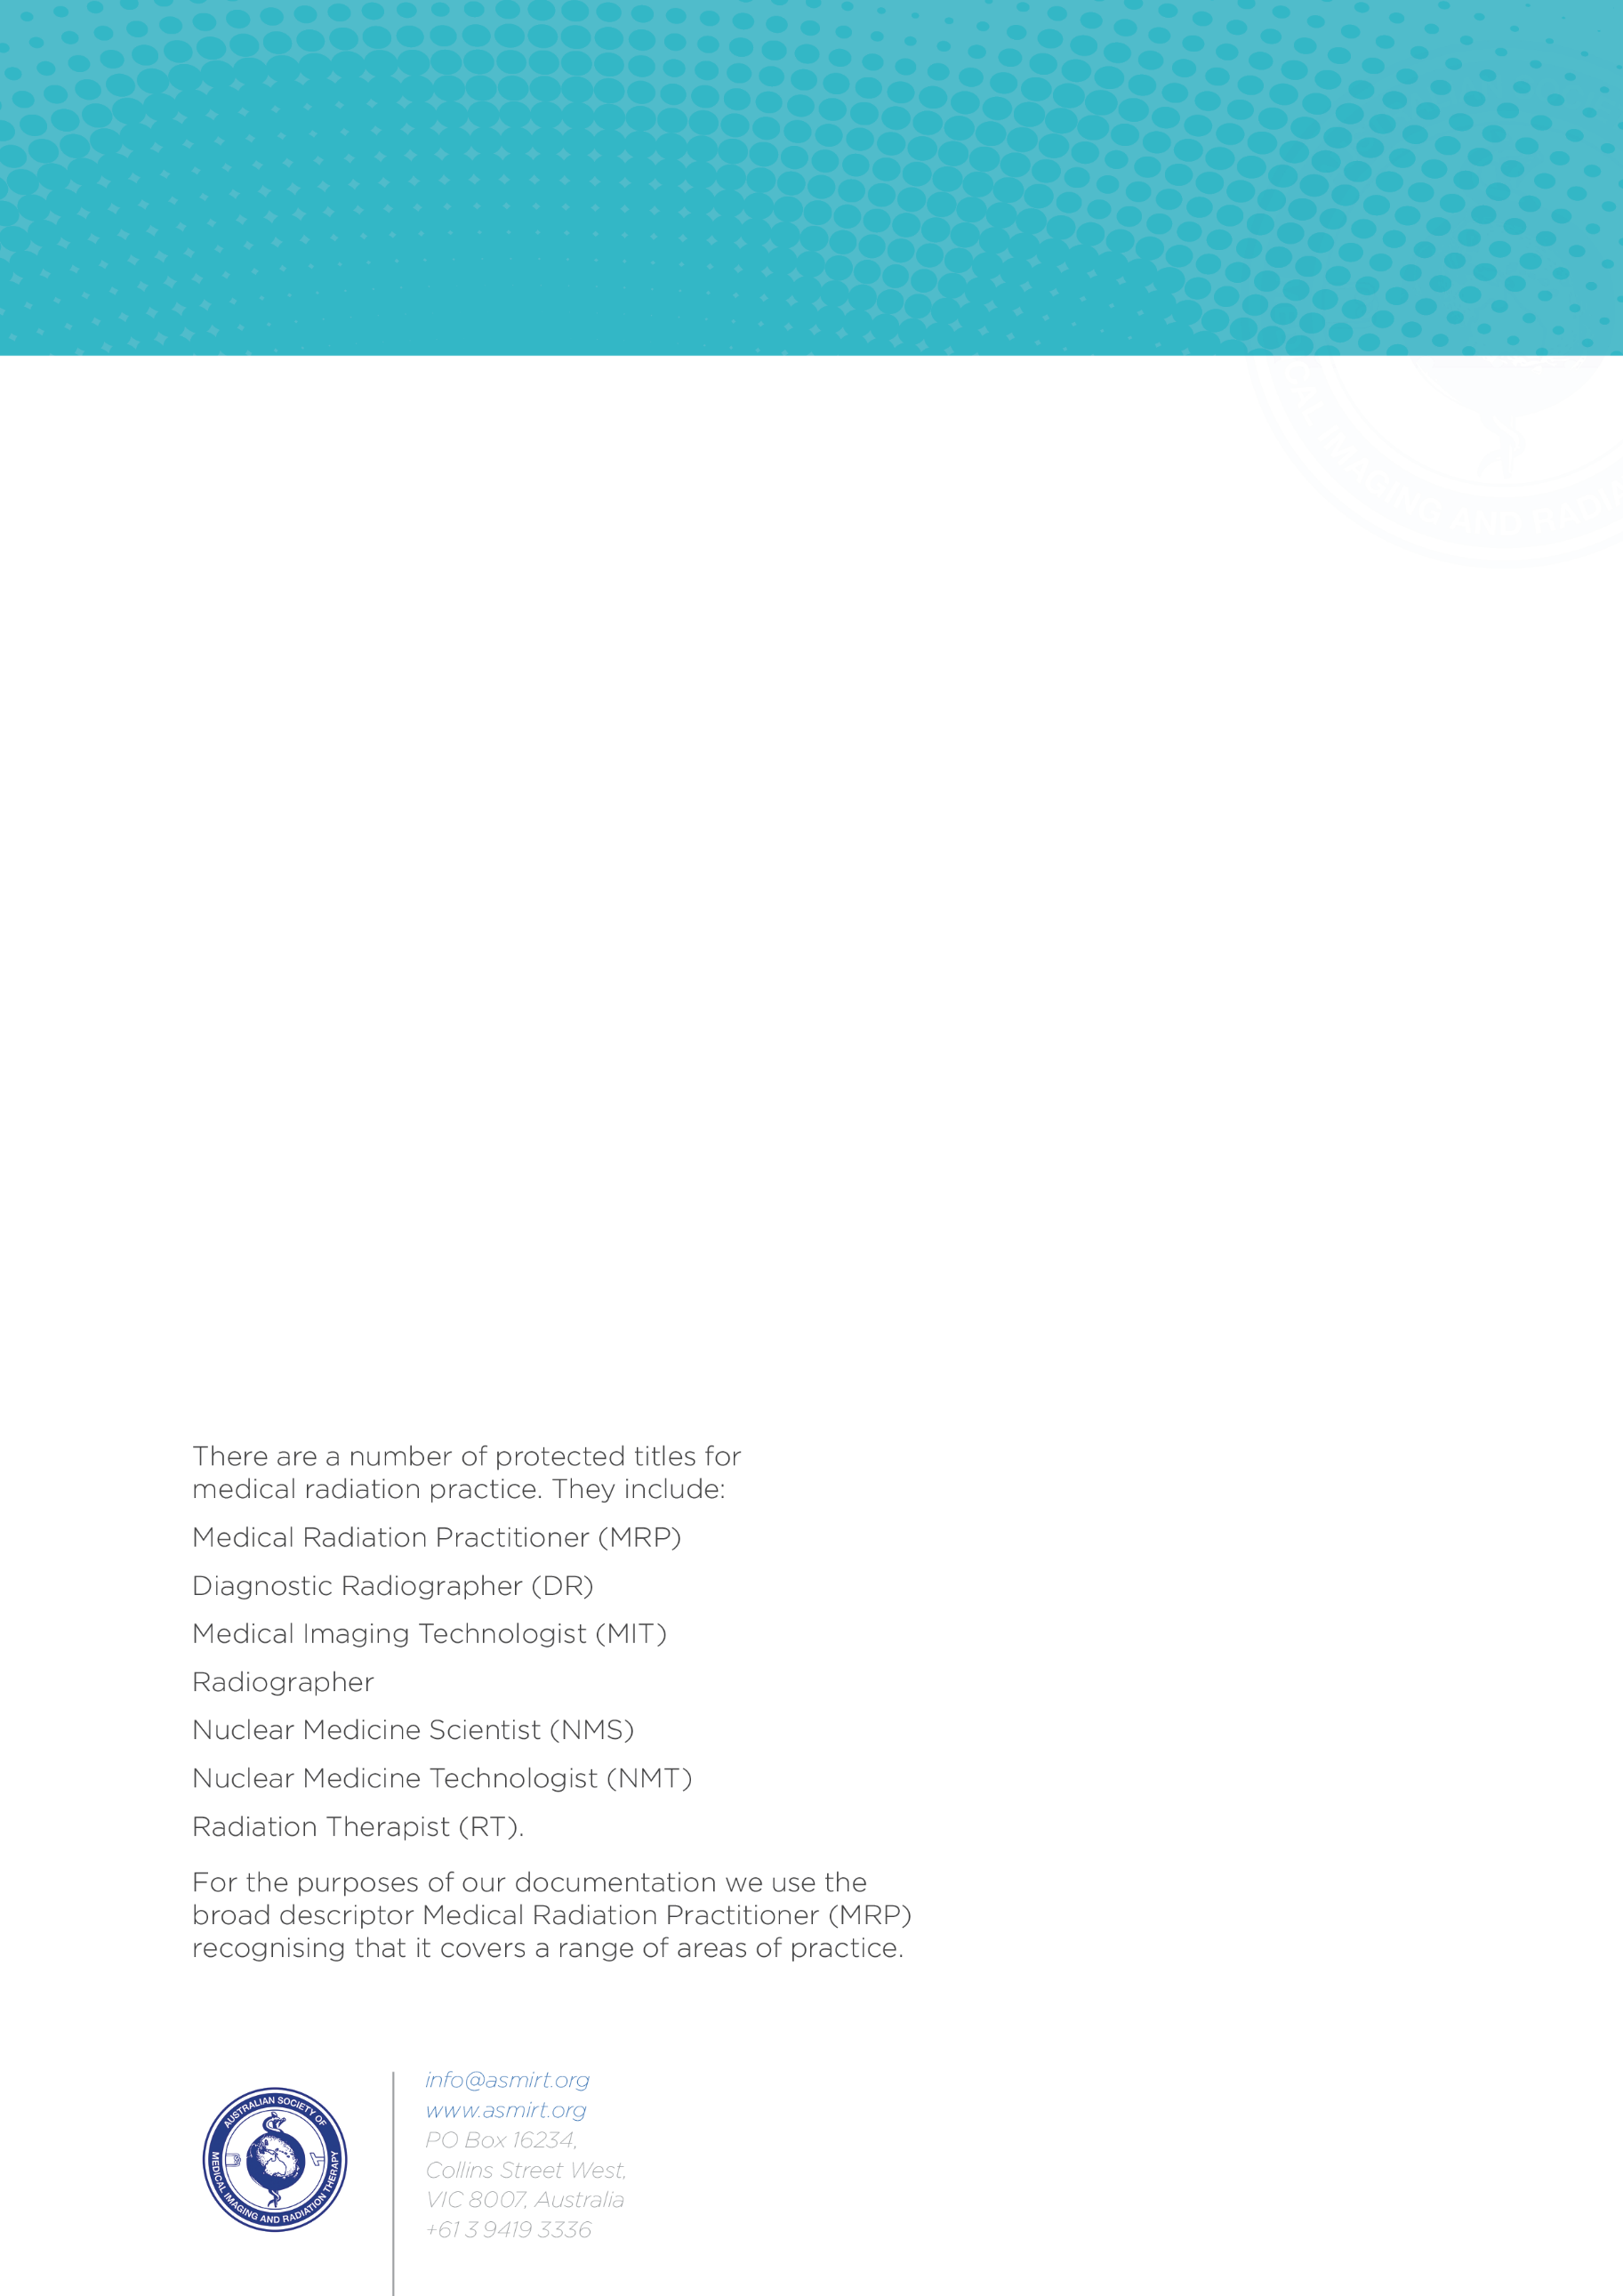 There are a number of protected titles for
medical radiation practice. They include:
Medical Radiation Practitioner (MRP)
Diagnostic Radiographer (DR)
Medical Imaging Technologist (MIT)
Radiographer
Nuclear Medicine Scientist (NMS)
Nuclear Medicine Technologist (NMT)
Radiation Therapist (RT).
For the purposes of our documentation we use the
broad descriptor Medical Radiation Practitioner (MRP)
recognising that it covers a range of areas of practice.
AUSTRALIAN SOCIETY OF
MEDICAL IMAGING AND RADIATION THERAPY
info@asmirt.org
www.asmirt.org
PO Box 16234,
Collins Street West,
VIC 8007, Australia
+61 3 9419 3336